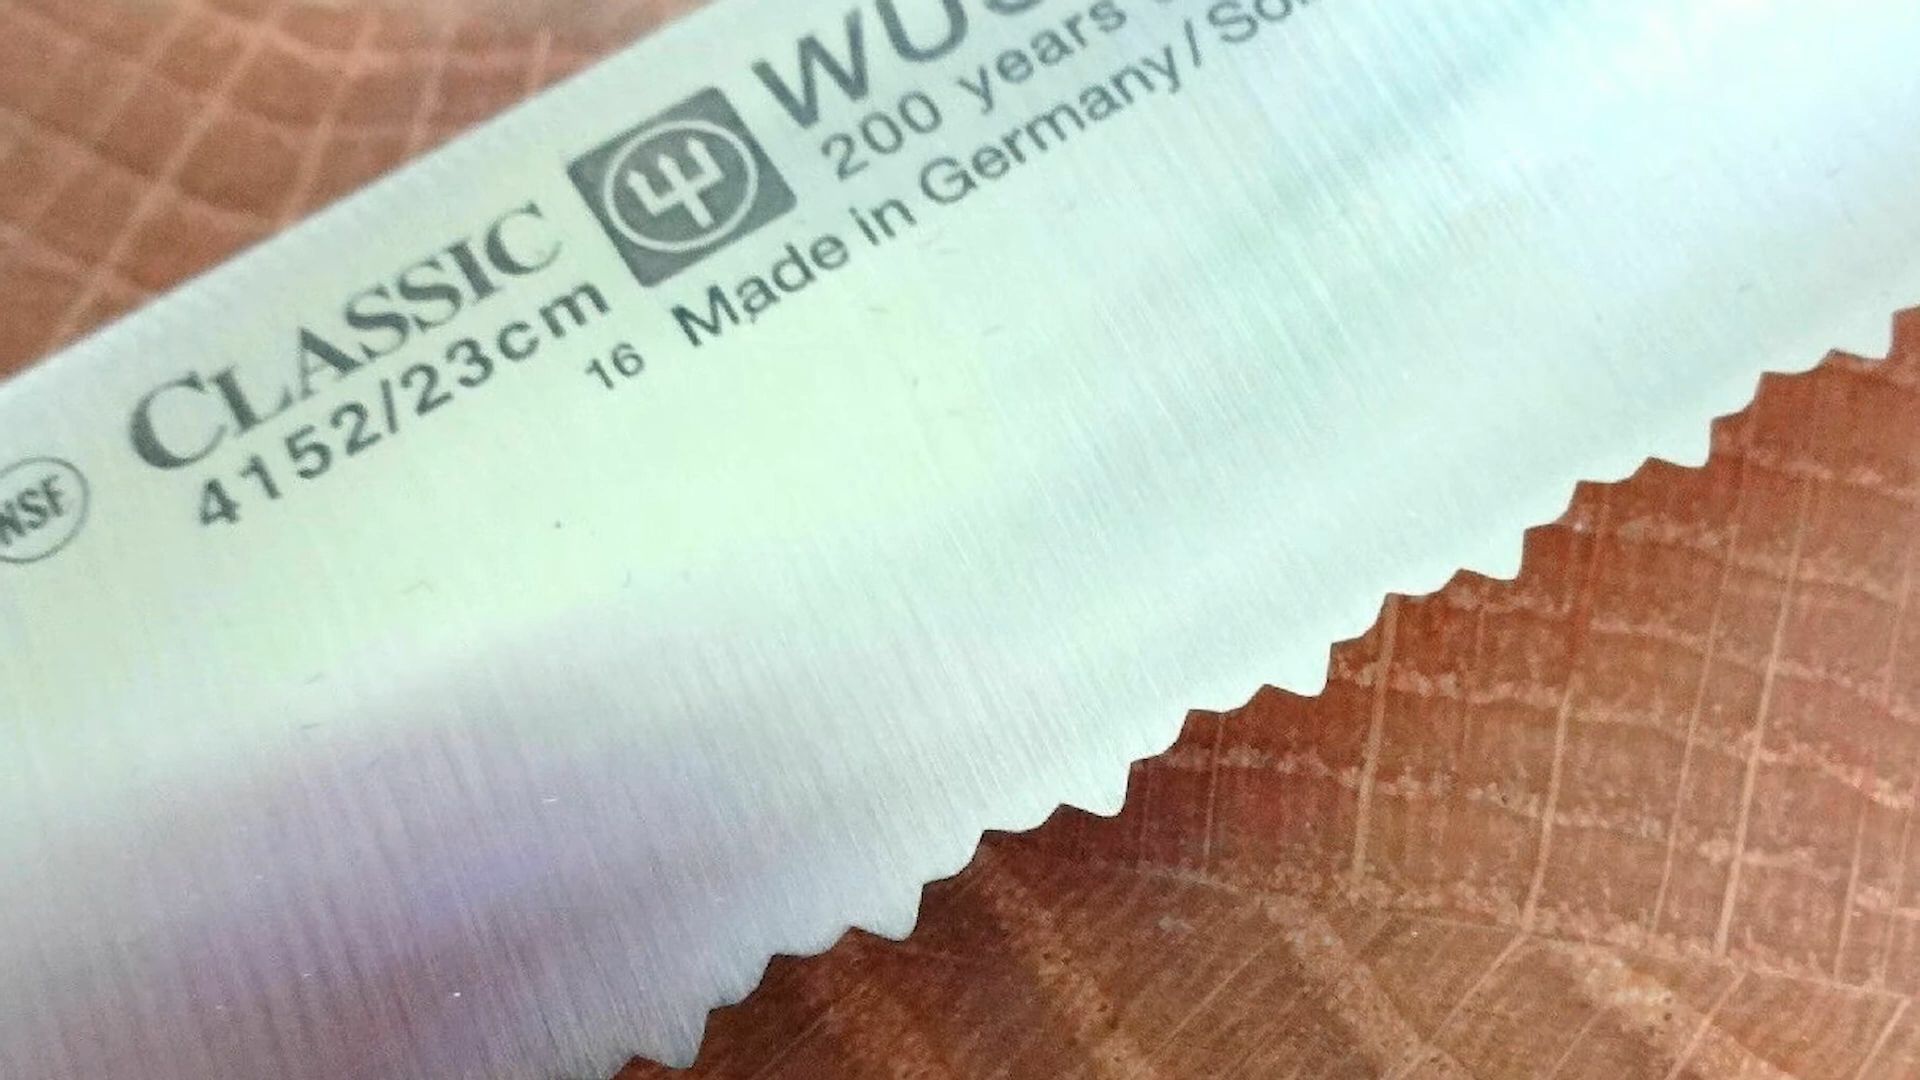 NSF
CLASSIC
4152/23cm
16
200 years
Made in Germany/